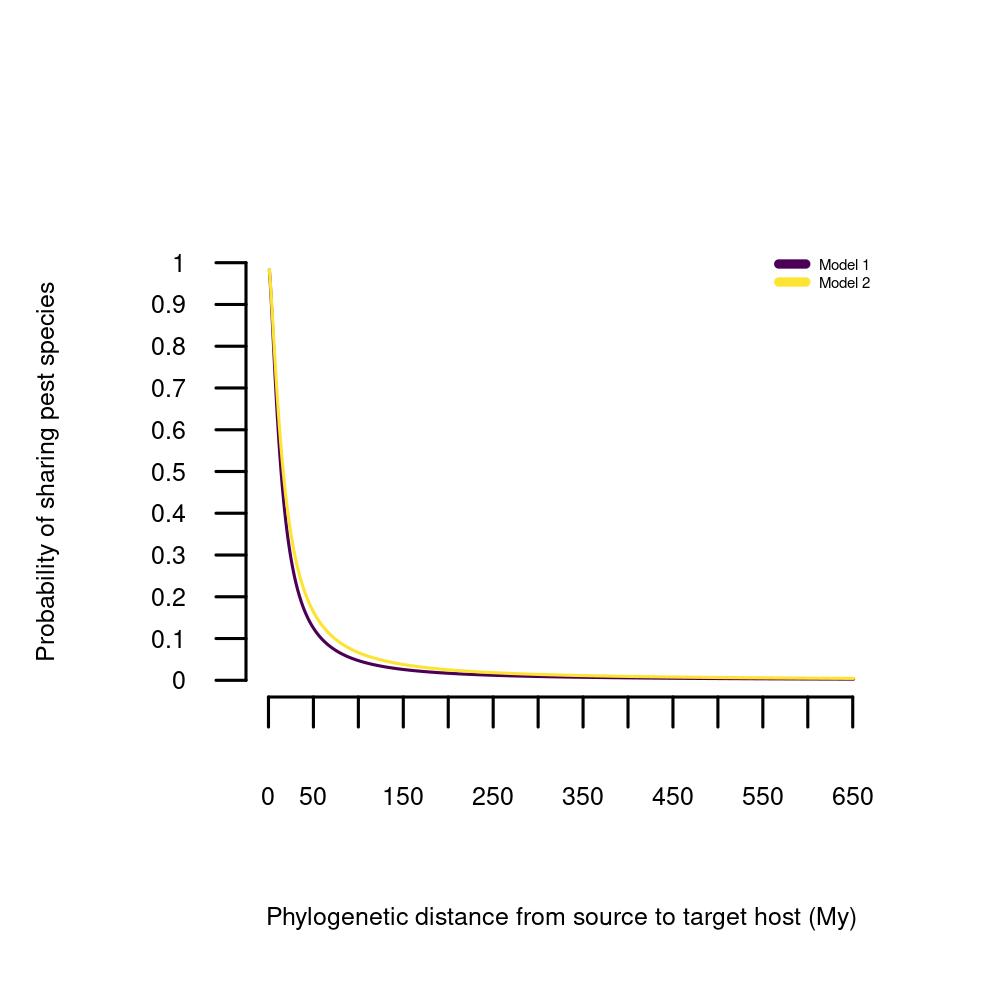 Probability of sharing pest species
1
0.9
0.8
0.7
0.6
0.5
0.4
0.3
0.2
0.1
0
Model 1
Model 2
0 50 150 250 350 450 550 650
Phylogenetic distance from source to target host (My)